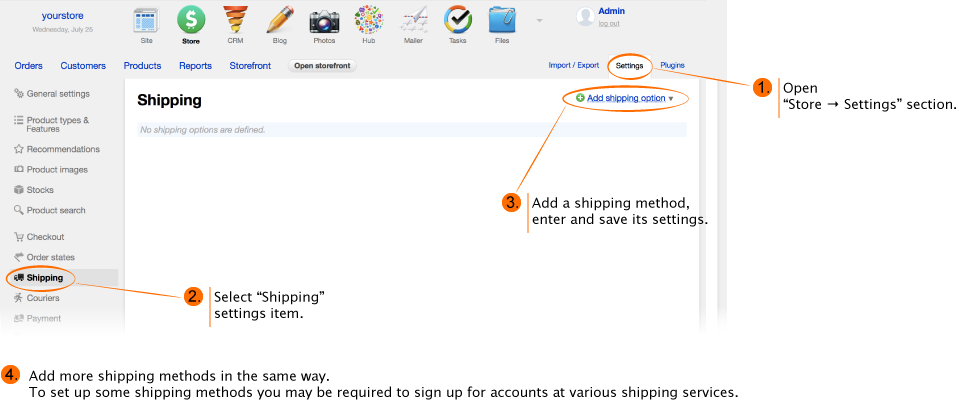 yourstore
Wednesday, July 25
Site
Store
CRM
Blog
Photos
Hub
Mailer
Tasks
Files
Admin
log out
Orders Customers Products Reports Storefront Open storefront Import / Export Settings Plugins
General settings
Product types &
Features
Recommendations
Product images
Stocks
Product search
Checkout
Order states
Shipping
Couriers
Payment
Shipping
Add shipping option
No shipping options are defined.
1. Open
“Store → Settings” section.
3. Add a shipping method,
enter and save its settings.
2. Select “Shipping”
settings item.
4. Add more shipping methods in the same way.
To set up some shipping methods you may be required to sign up for accounts at various shipping services.